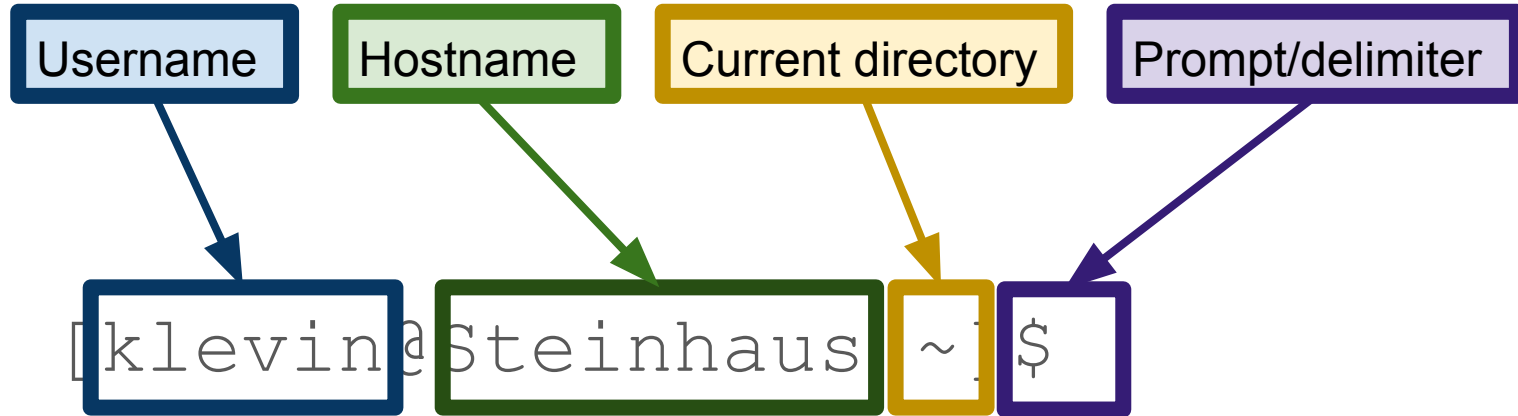 Username Hostname Current directory Prompt/delimiter
[klevin@Steinhaus ~]$